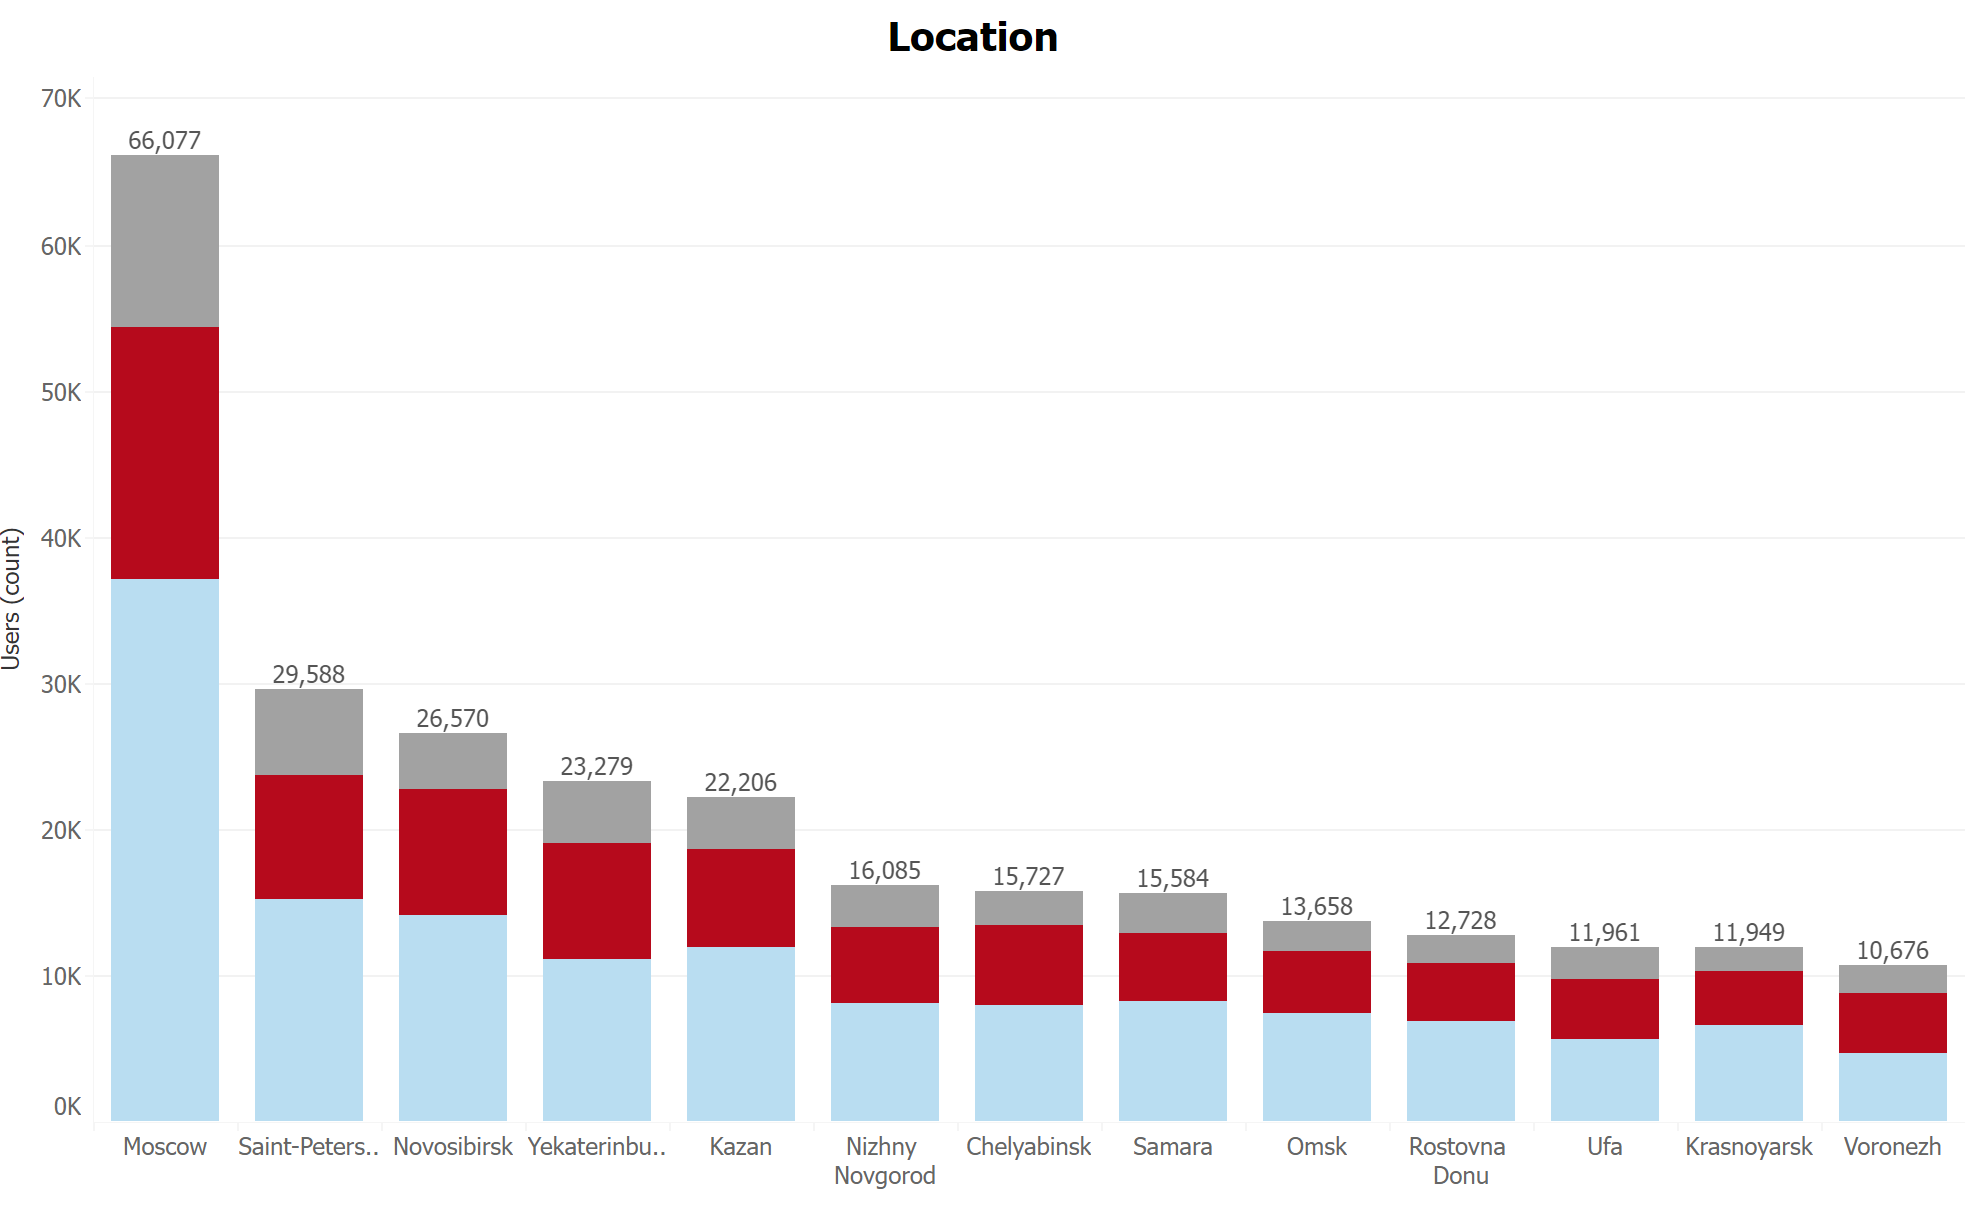 Location
Users (count)
70K
60K
50K
40K
30K
20K
10K
0K
66,077
29,588
26,570
23,279
22,206
16,085
15,727
15,584
13,658
12,728
11,961
11,949
10,676
Moscow
Saint-Peters..
Novosibirsk
Yekaterinbu..
Kazan
Nizhny
Novgorod
Chelyabinsk
Samara
Omsk
Rostovna
Donu
Ufa
Krasnoyarsk
Voronezh